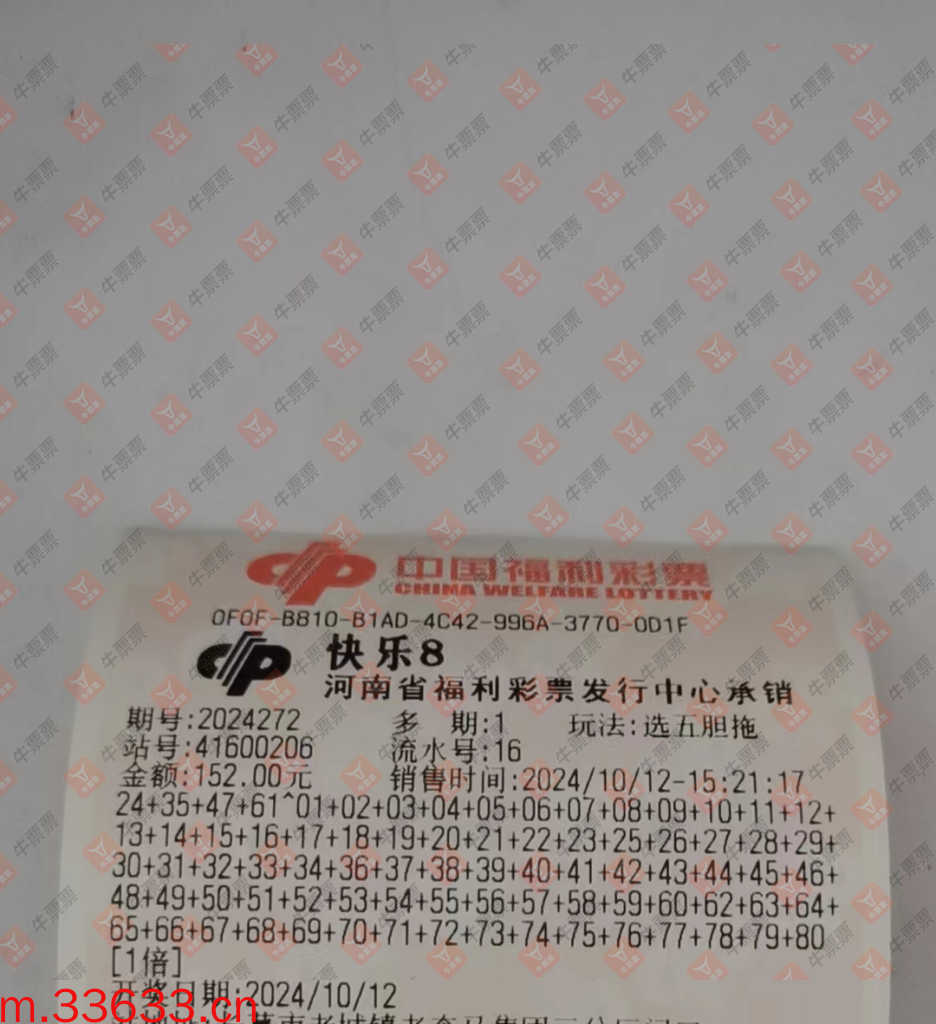 中国福利彩票
CHINA WELFARE LOTTERY
0F0F-B810-B1AD-4C42-996A-3770-0D1F
快乐8
河南省福利彩票发行中心承销
期号:2024272 多 期:1 玩法:选五胆拖
站号:41600206 流水号:16
金额:152.00元 销售时间:2024/10/12-15:21:17
24+35+47+61^01+02+03+04+05+06+07+08+09+10+11+12+
13+14+15+16+17+18+19+20+21+22+23+25+26+27+28+29+
30+31+32+33+34+36+37+38+39+40+41+42+43+44+45+46+
48+49+50+51+52+53+54+55+56+57+58+59+60+62+63+64+
65+66+67+68+69+70+71+72+73+74+75+76+77+78+79+80
[1倍]
开奖日期:2024/10/12
m.33633.cn
牛票票